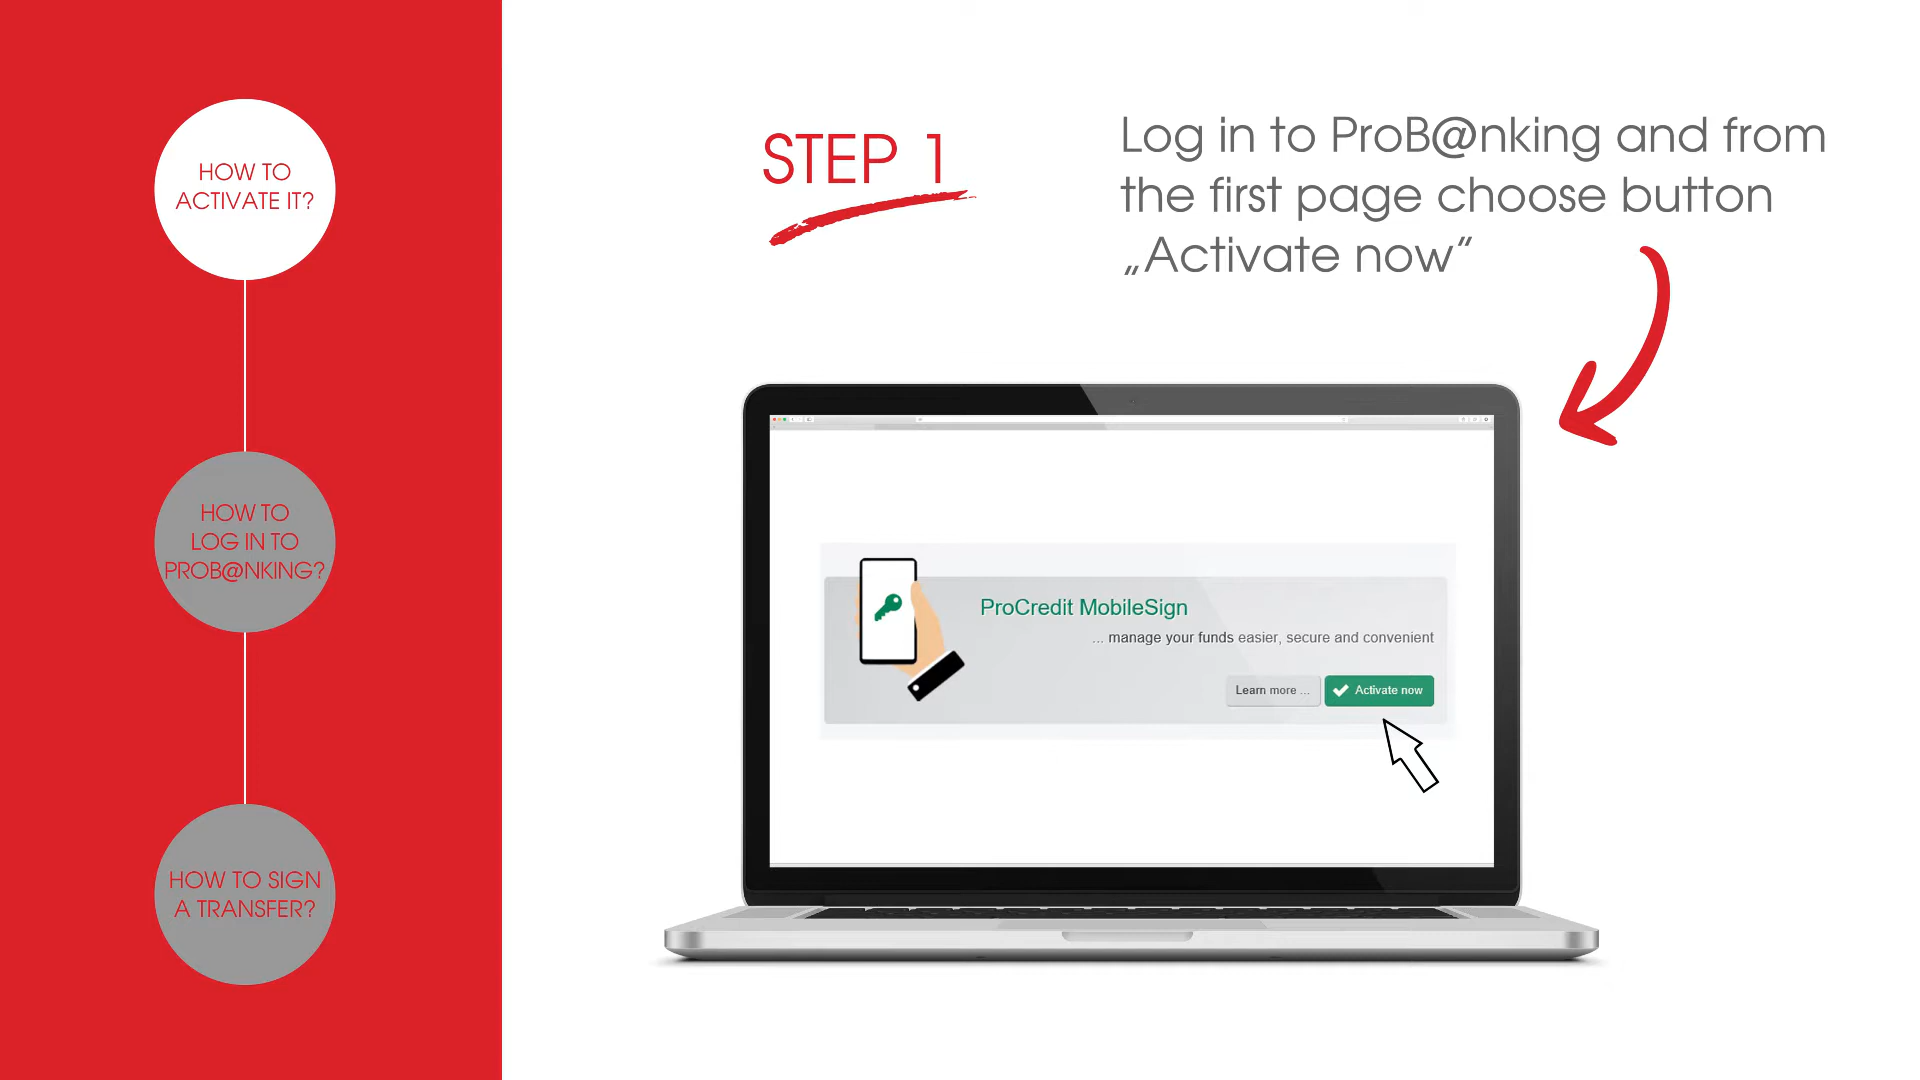 HOW TO
ACTIVATE IT?
HOW TO
LOG IN TO
PROB@NKING?
HOW TO SIGN
A TRANSFER?
STEP 1
Log in to ProB@nking and from
the first page choose button
„Activate now“
ProCredit MobileSign
... manage your funds easier, secure and convenient
Learn more ...
Activate now